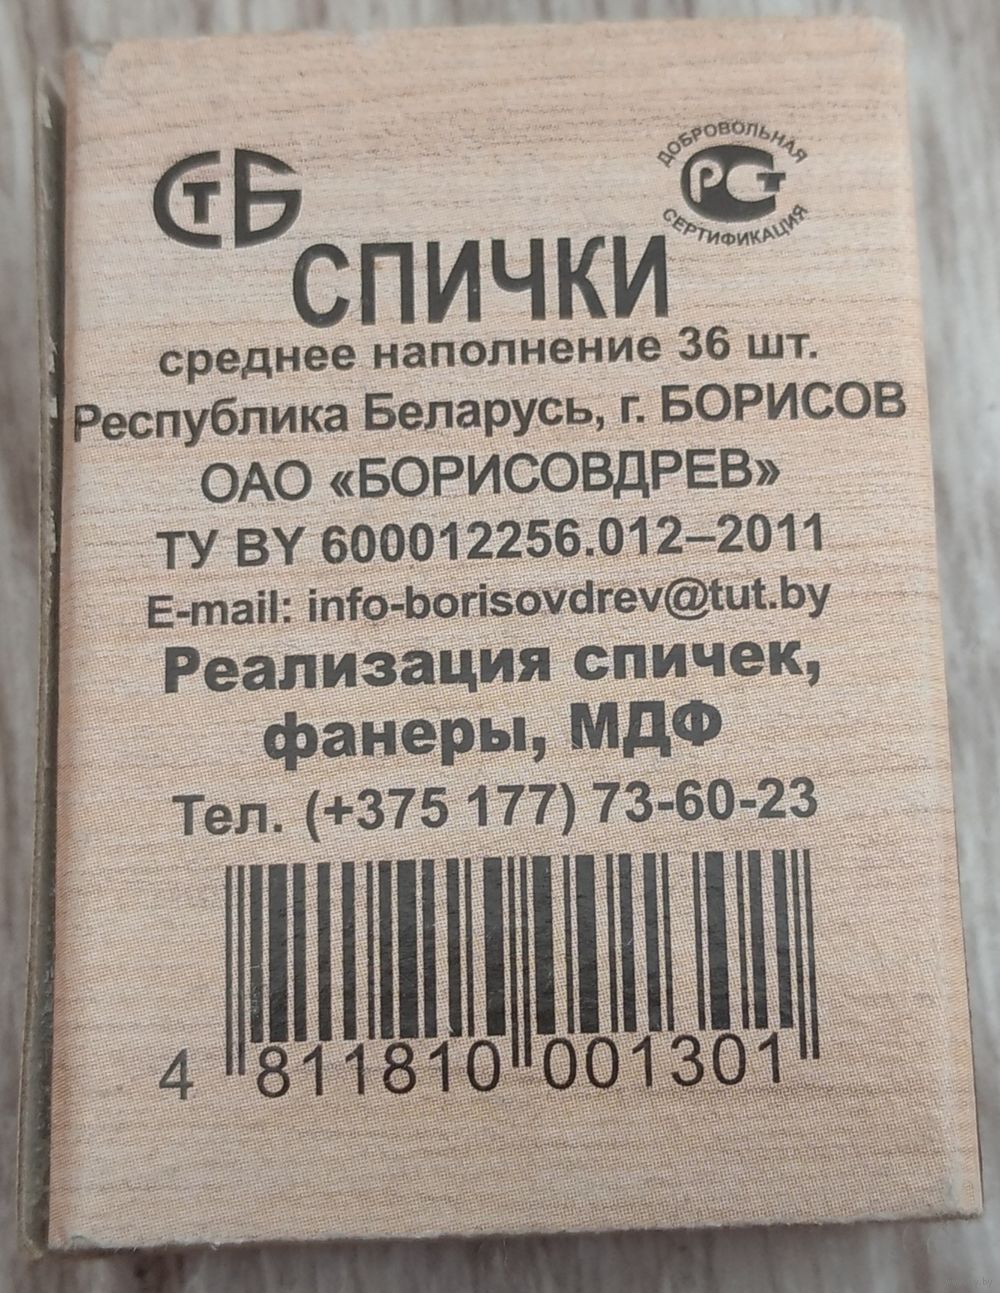 СТБ
ДОБРОВОЛЬНАЯ
РСТ
СЕРТИФИКАЦИЯ
СПИЧКИ
среднее наполнение 36 шт.
Республика Беларусь, г. БОРИСОВ
ОАО «БОРИСОВДРЕВ»
ТУ BY 600012256.012–2011
E-mail: info-borisovdrev@tut.by
Реализация спичек,
фанеры, МДФ
Тел. (+375 177) 73-60-23
4 811810 001301